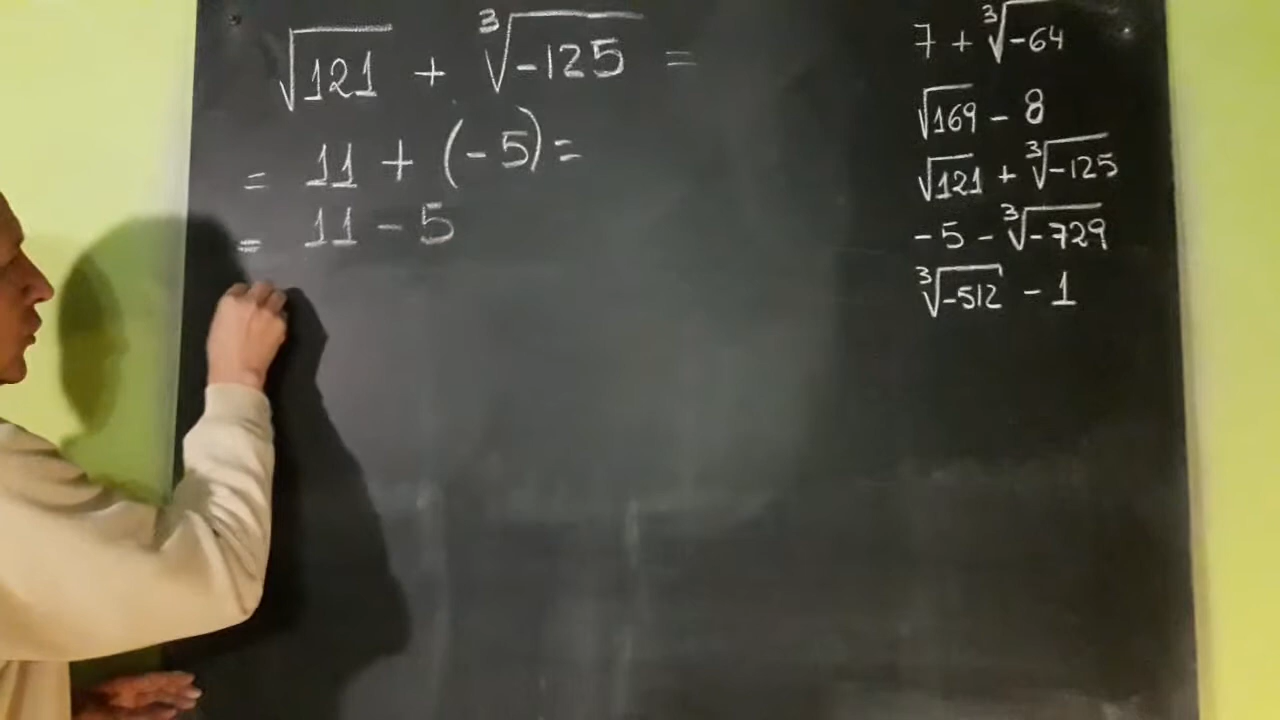 √121 + ∛-125 =
= 11 + (-5) =
= 11 - 5
7 + ∛-64
√169 - 8
√121 + ∛-125
-5 - ∛-729
∛-512 - 1